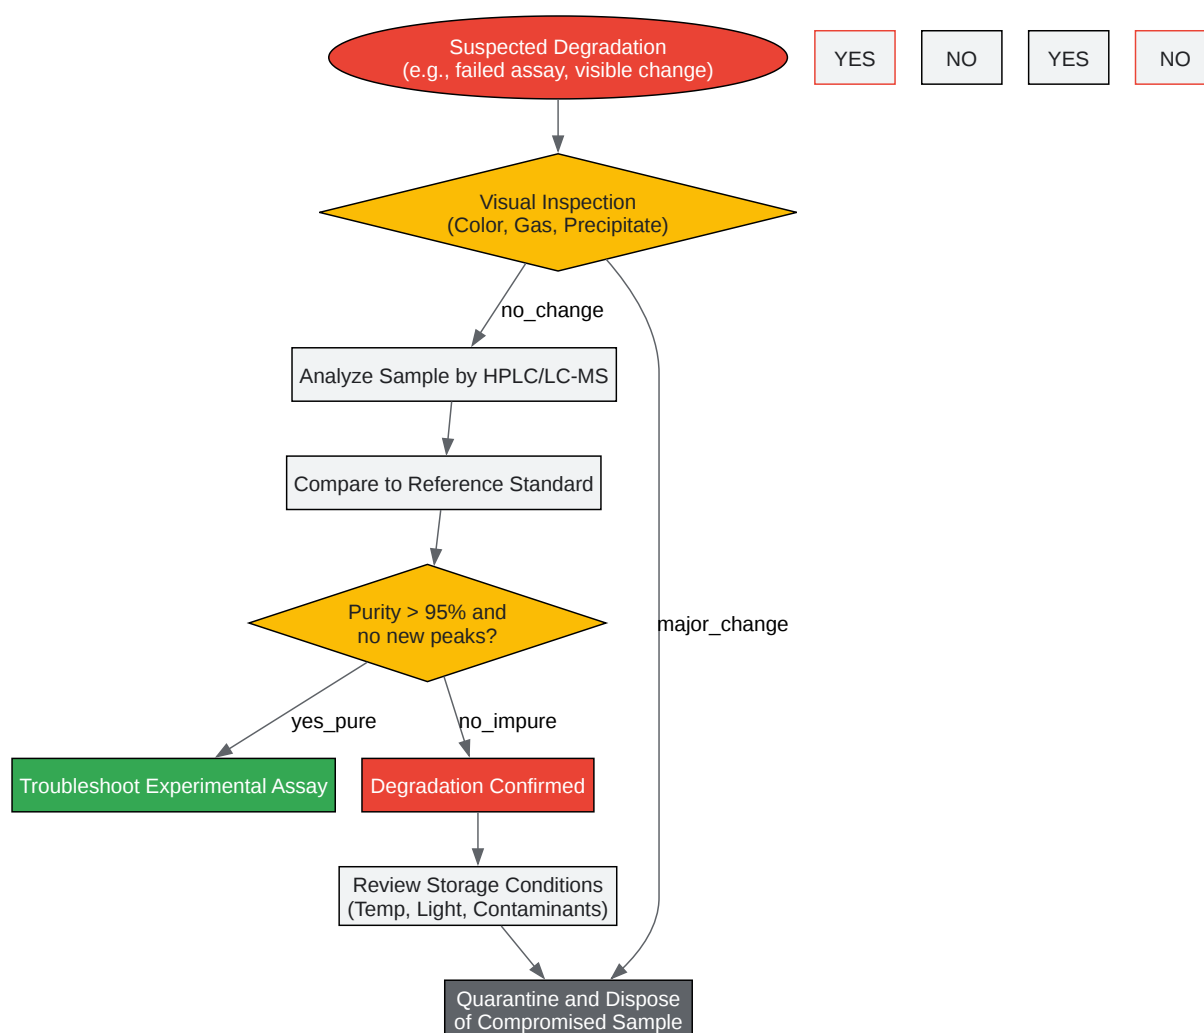 Suspected Degradation
(e.g., failed assay, visible change)
YES
NO
YES
NO
Visual Inspection
(Color, Gas, Precipitate)
no_change
Analyze Sample by HPLC/LC-MS
Compare to Reference Standard
Purity > 95% and
no new peaks?
major_change
yes_pure
no_impure
Troubleshoot Experimental Assay
Degradation Confirmed
Review Storage Conditions
(Temp, Light, Contaminants)
Quarantine and Dispose
of Compromised Sample